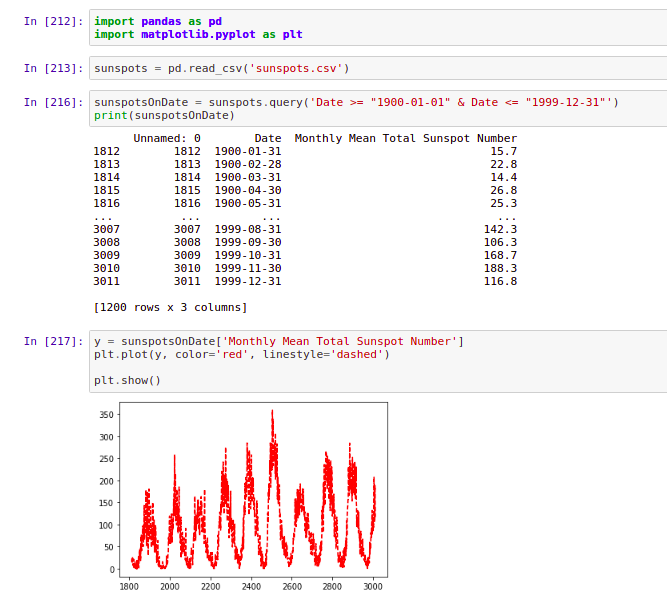 In [212]: import pandas as pd
import matplotlib.pyplot as plt
In [213]: sunspots = pd.read_csv('sunspots.csv')
In [216]: sunspotsOnDate = sunspots.query('Date >= "1900-01-01" & Date <= "1999-12-31"')
print(sunspotsOnDate)
Unnamed: 0 Date Monthly Mean Total Sunspot Number
1812 1812 1900-01-31 15.7
1813 1813 1900-02-28 22.8
1814 1814 1900-03-31 14.4
1815 1815 1900-04-30 26.8
1816 1816 1900-05-31 25.3
... ... ... ...
3007 3007 1999-08-31 142.3
3008 3008 1999-09-30 106.3
3009 3009 1999-10-31 168.7
3010 3010 1999-11-30 188.3
3011 3011 1999-12-31 116.8
[1200 rows x 3 columns]
In [217]: y = sunspotsOnDate['Monthly Mean Total Sunspot Number']
plt.plot(y, color='red', linestyle='dashed')
plt.show()
350
300
250
200
150
100
50
0
1800 2000 2200 2400 2600 2800 3000